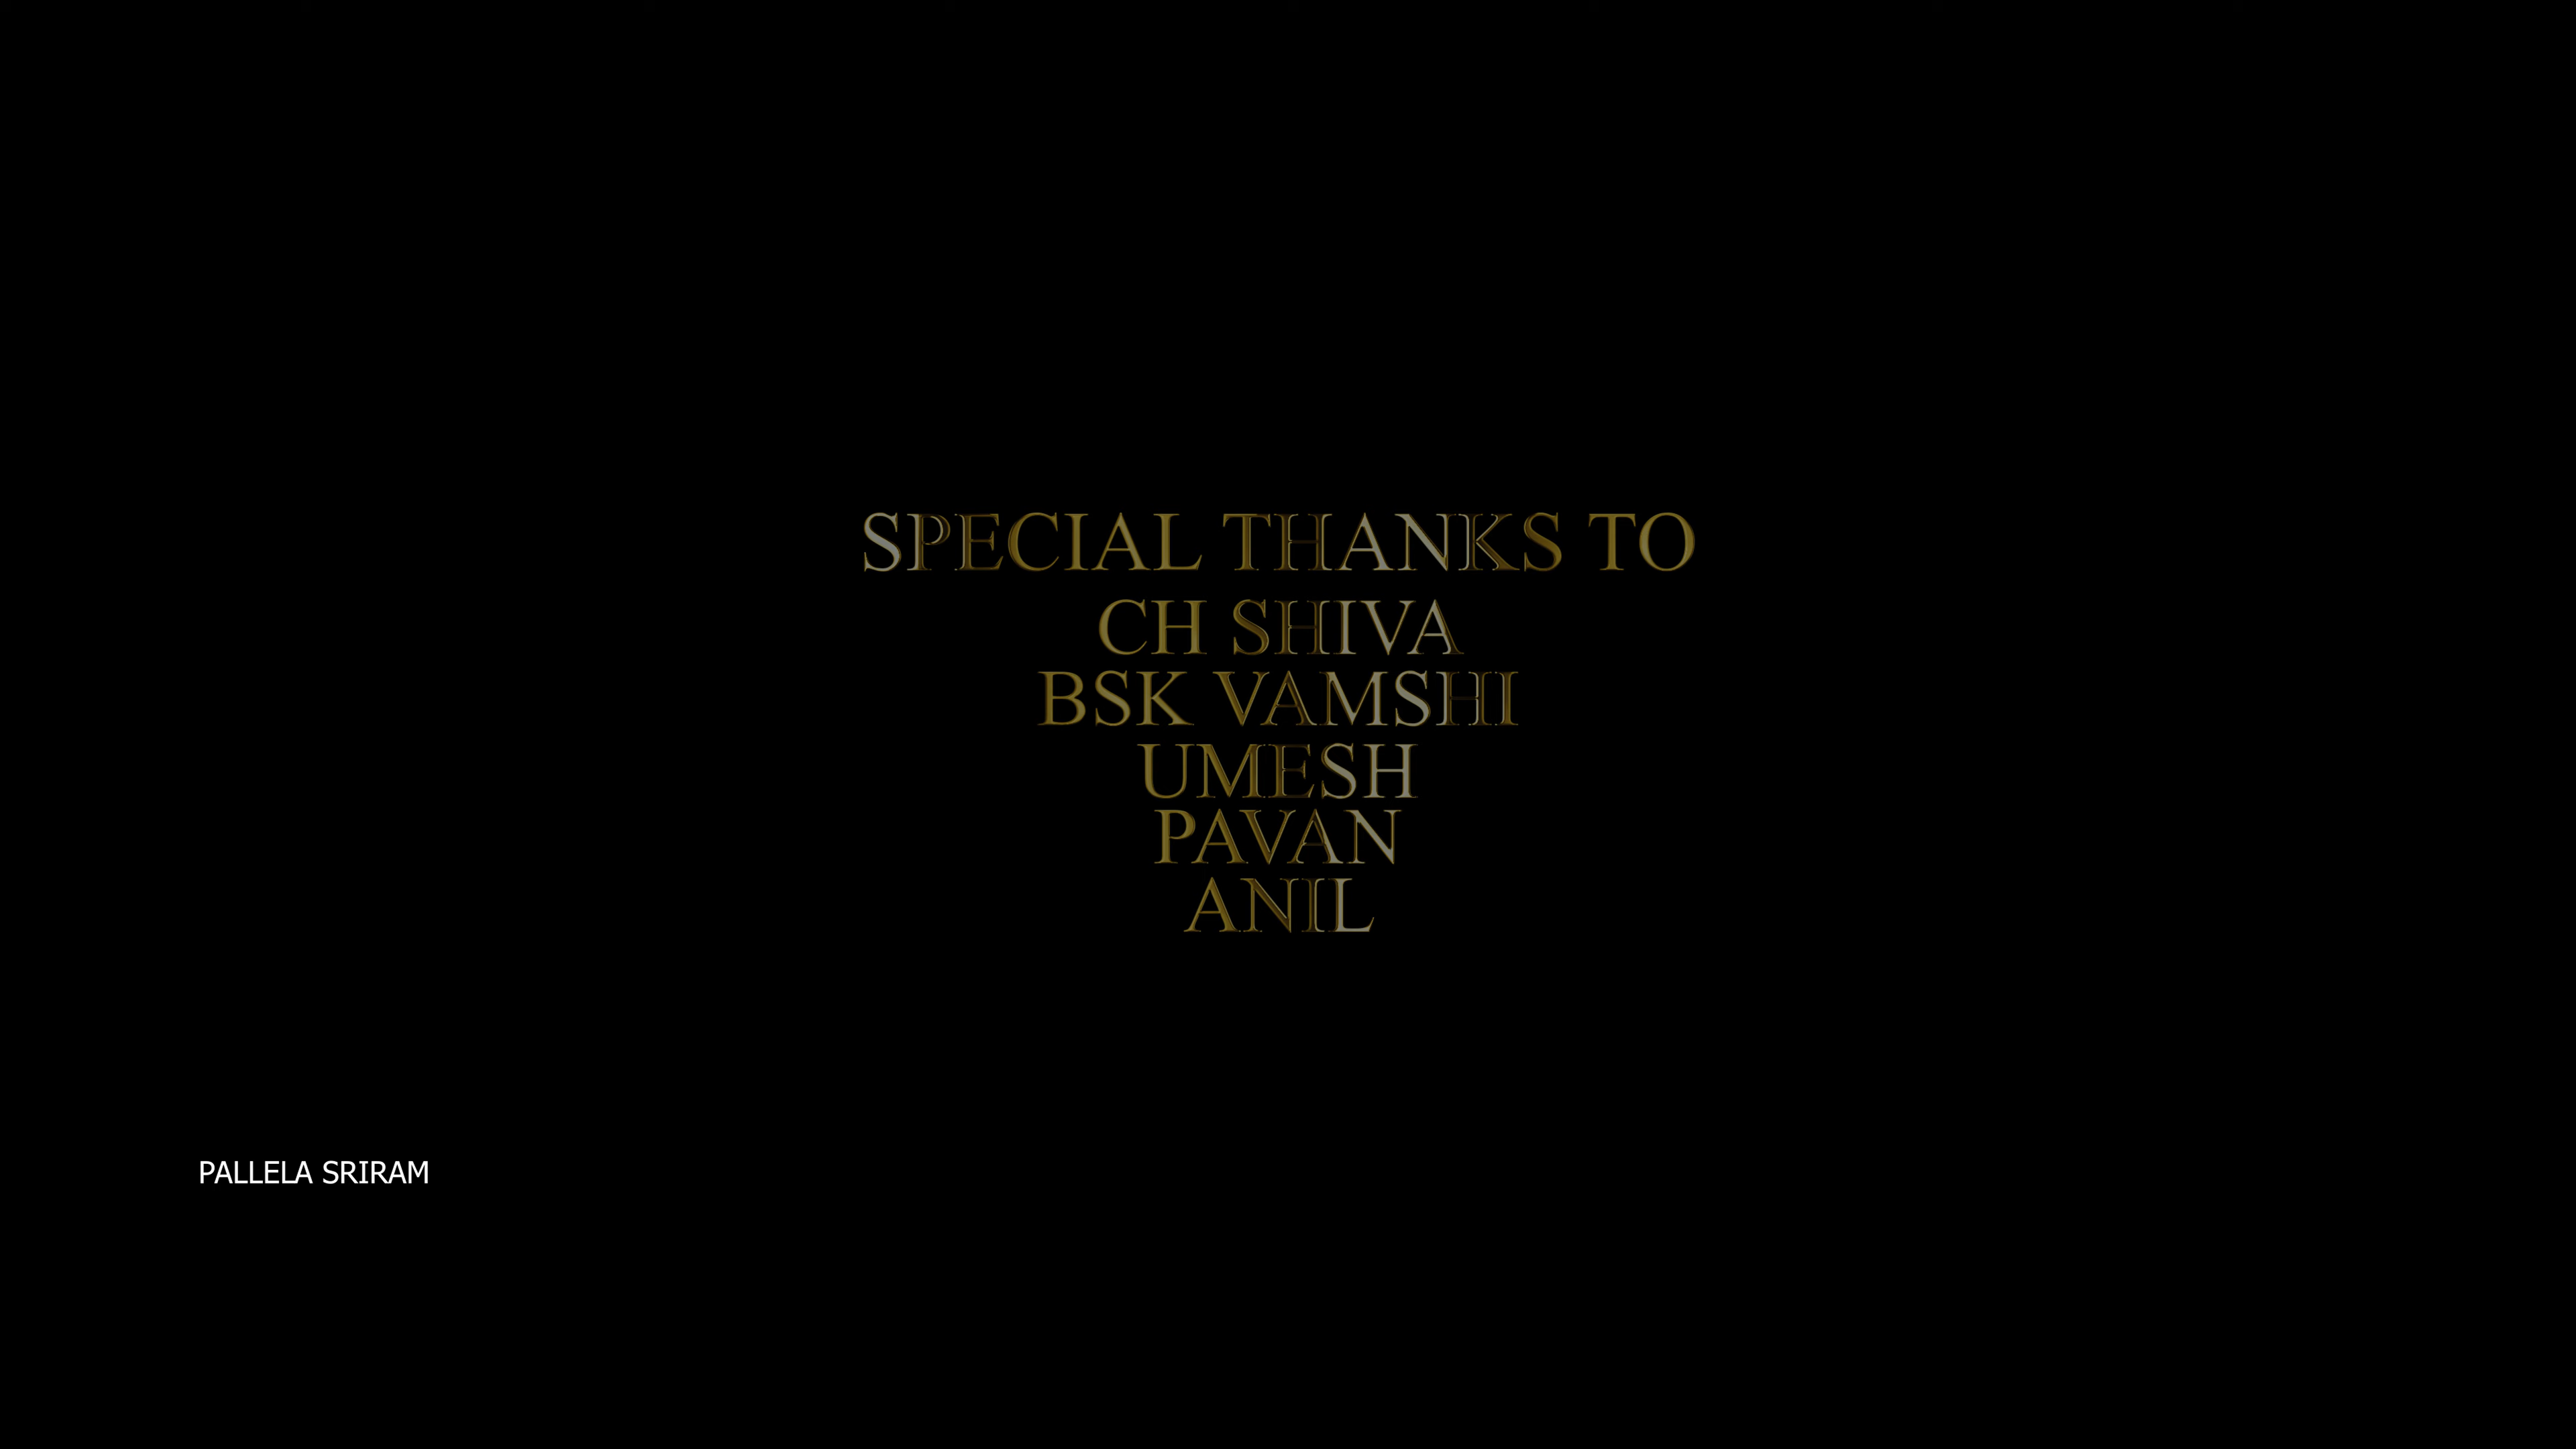 SPECIAL THANKS TO
CH SHIVA
BSK VAMSHI
UMESH
PAVAN
ANIL
PALLELA SRIRAM